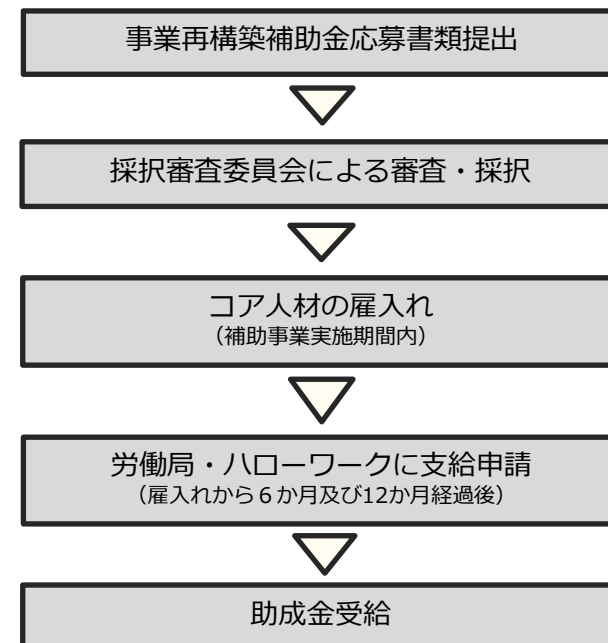 事業再構築補助金応募書類提出
採択審査委員会による審査・採択
コア人材の雇入れ
（補助事業実施期間内）
労働局・ハローワークに支給申請
（雇入れから６か月及び12か月経過後）
助成金受給